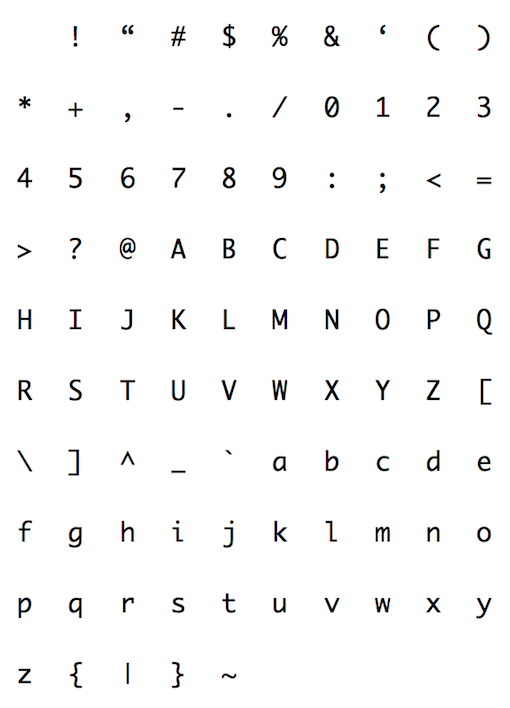 ! “ # $ % & ‘ ( )
* + , - . / 0 1 2 3
4 5 6 7 8 9 : ; < =
> ? @ A B C D E F G
H I J K L M N O P Q
R S T U V W X Y Z [
\ ] ^ _ ` a b c d e
f g h i j k l m n o
p q r s t u v w x y
z { | } ~